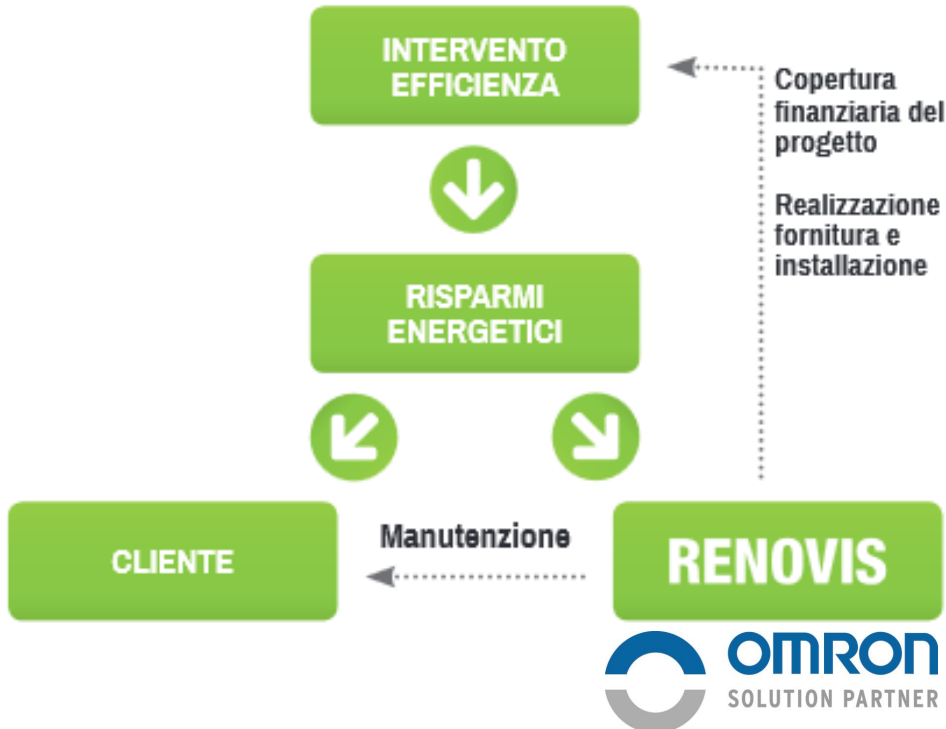 INTERVENTO
EFFICIENZA
Copertura
finanziaria del
progetto
Realizzazione
fornitura e
installazione
RISPARMI
ENERGETICI
CLIENTE
Manutenzione
RENOVIS
OMRON
SOLUTION PARTNER